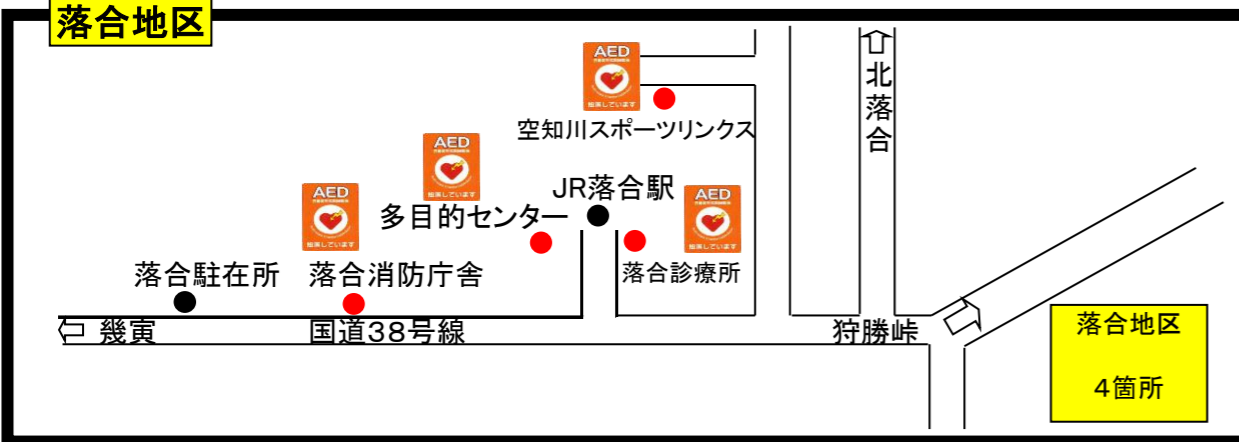 落合地区
AED
空知川スポーツリンクス
北落合
AED
多目的センター
JR落合駅
AED
AED
落合診療所
落合駐在所
落合消防庁舎
幾寅
国道38号線
狩勝峠
落合地区
4箇所